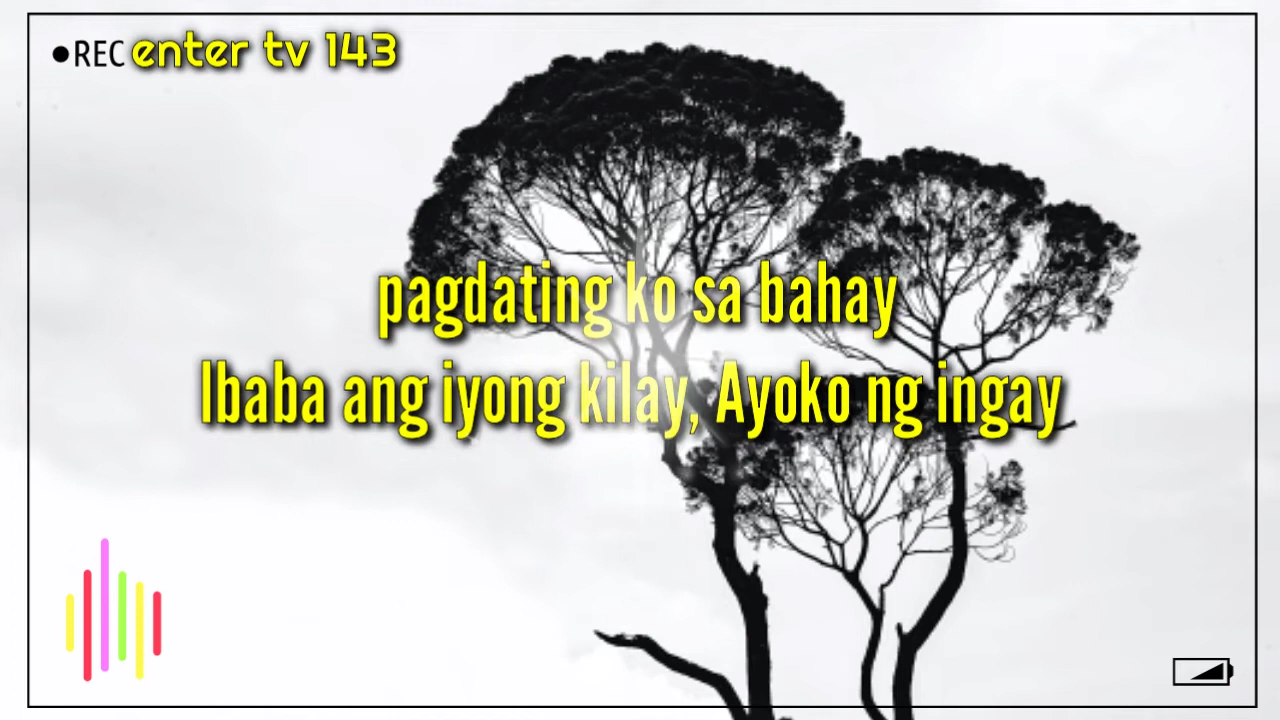 ●REC enter tv 143
pagdating ko sa bahay
Ibaba ang iyong kilay, Ayoko ng ingay